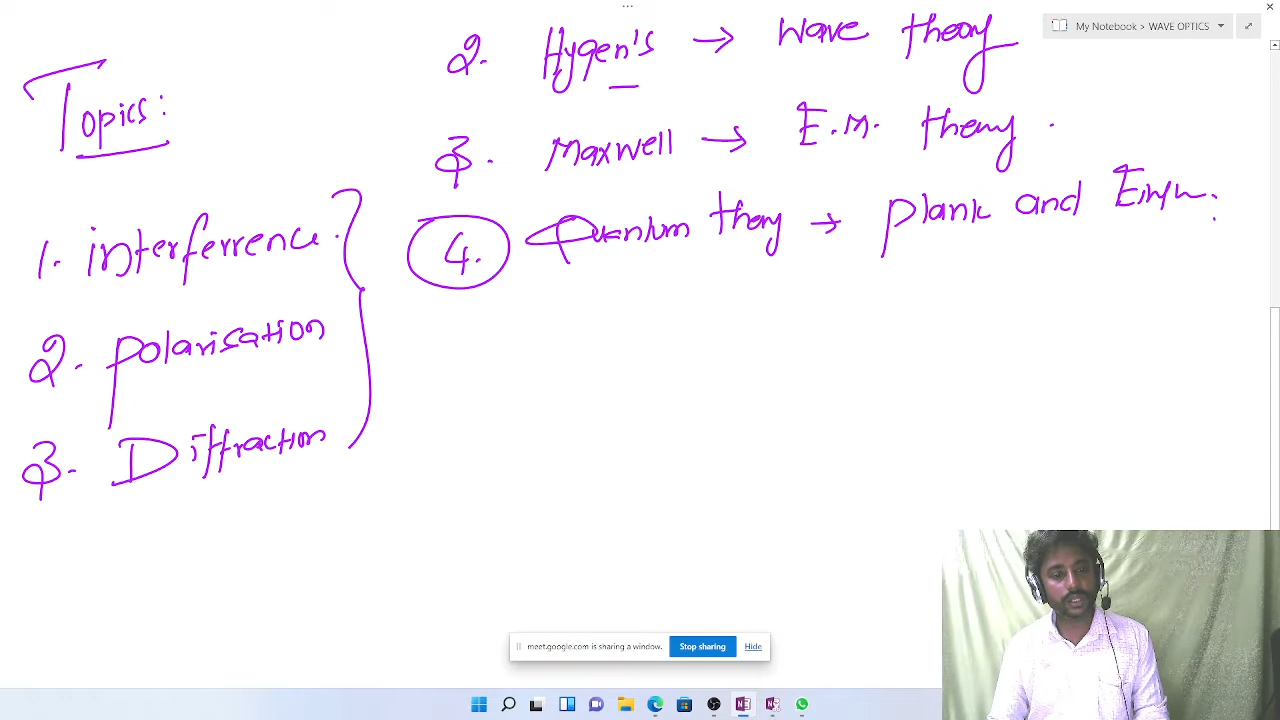 My Notebook > WAVE OPTICS
2. Hygen's → Wave theory
3. Maxwell → E.M. theory.
4. Quantum theory → plank and
Topics:
1. interferrence.
2. polarisation
3. Diffraction
meet.google.com is sharing a window. Stop sharing Hide